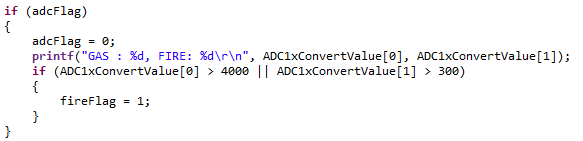 if (adcFlag)
{
    adcFlag = 0;
    printf("GAS : %d, FIRE: %d\r\n", ADC1xConvertValue[0], ADC1xConvertValue[1]);
    if (ADC1xConvertValue[0] > 4000 || ADC1xConvertValue[1] > 300)
    {
        fireFlag = 1;
    }
}